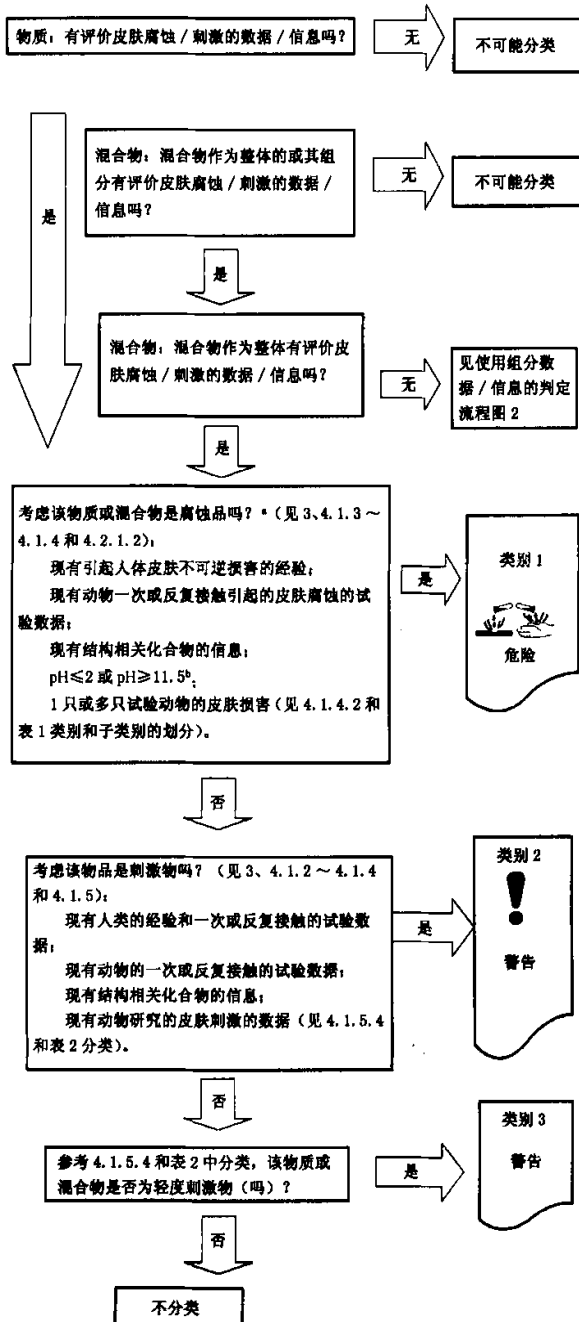 物质：有评价皮肤腐蚀／刺激的数据／信息吗？
无
不可能分类
混合物：混合物作为整体的或其组
分有评价皮肤腐蚀／刺激的数据／
信息吗？
无
不可能分类
是
是
混合物：混合物作为整体有评价皮
肤腐蚀／刺激的数据／信息吗？
无
见使用组分数
据／信息的判定
流程图 2
是
考虑该物质或混合物是腐蚀品吗？ᵃ（见 3、4.1.3～
4.1.4 和 4.2.1.2）：
现有引起人体皮肤不可逆损害的经验；
现有动物一次或反复接触引起的皮肤腐蚀的试
验数据；
现有结构相关化合物的信息；
pH≤2 或 pH≥11.5ᵇ；
1 只或多只试验动物的皮肤损害（见 4.1.4.2 和
表 1 类别和子类别的划分）。
是
类别 1
危险
否
考虑该物品是刺激物吗？（见 3、4.1.2～4.1.4
和 4.1.5）：
现有人类的经验和一次或反复接触的试验数
据；
现有动物的一次或反复接触的试验数据；
现有结构相关化合物的信息；
现有动物研究的皮肤刺激的数据（见 4.1.5.4
和表 2 分类）。
是
类别 2
警告
否
参考 4.1.5.4 和表 2 中分类，该物质或
混合物是否为轻度刺激物（吗）？
是
类别 3
警告
否
不分类